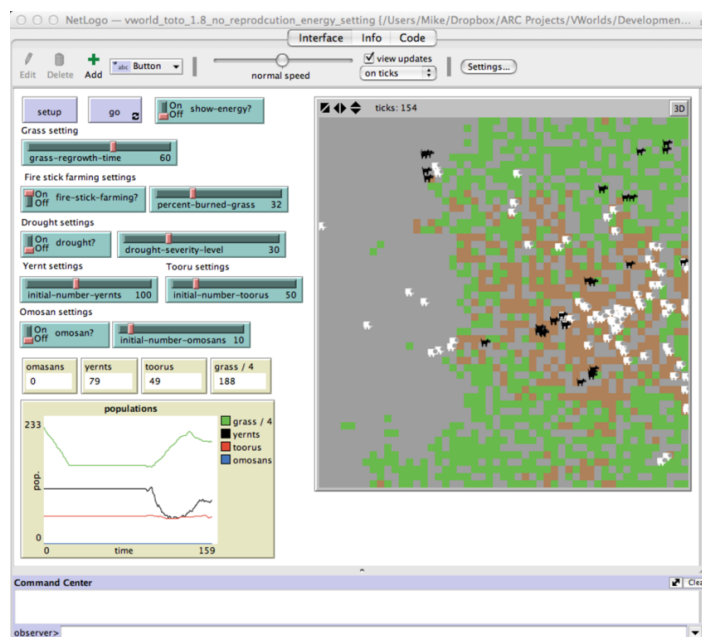 NetLogo — vworld_toto_1.8_no_reprodcution_energy_setting {/Users/Mike/Dropbox/ARC Projects/VWorlds/Developmen...
Interface Info Code
Edit Delete Add abc Button
normal speed
view updates
on ticks
Settings...
setup
go
On
Off
show-energy?
ticks: 154
3D
Grass setting
grass-regrowth-time 60
Fire stick farming settings
On
Off
fire-stick-farming?
percent-burned-grass 32
Drought settings
On
Off
drought?
drought-severity-level 30
Yernt settings
Tooru settings
initial-number-yernts 100
initial-number-toorus 50
Omosan settings
On
Off
omosan?
initial-number-omosans 10
omasans
0
yernts
79
toorus
49
grass / 4
188
populations
233
pop.
0
0 time 159
grass / 4
yernts
toorus
omosans
Command Center
Clea
observer>